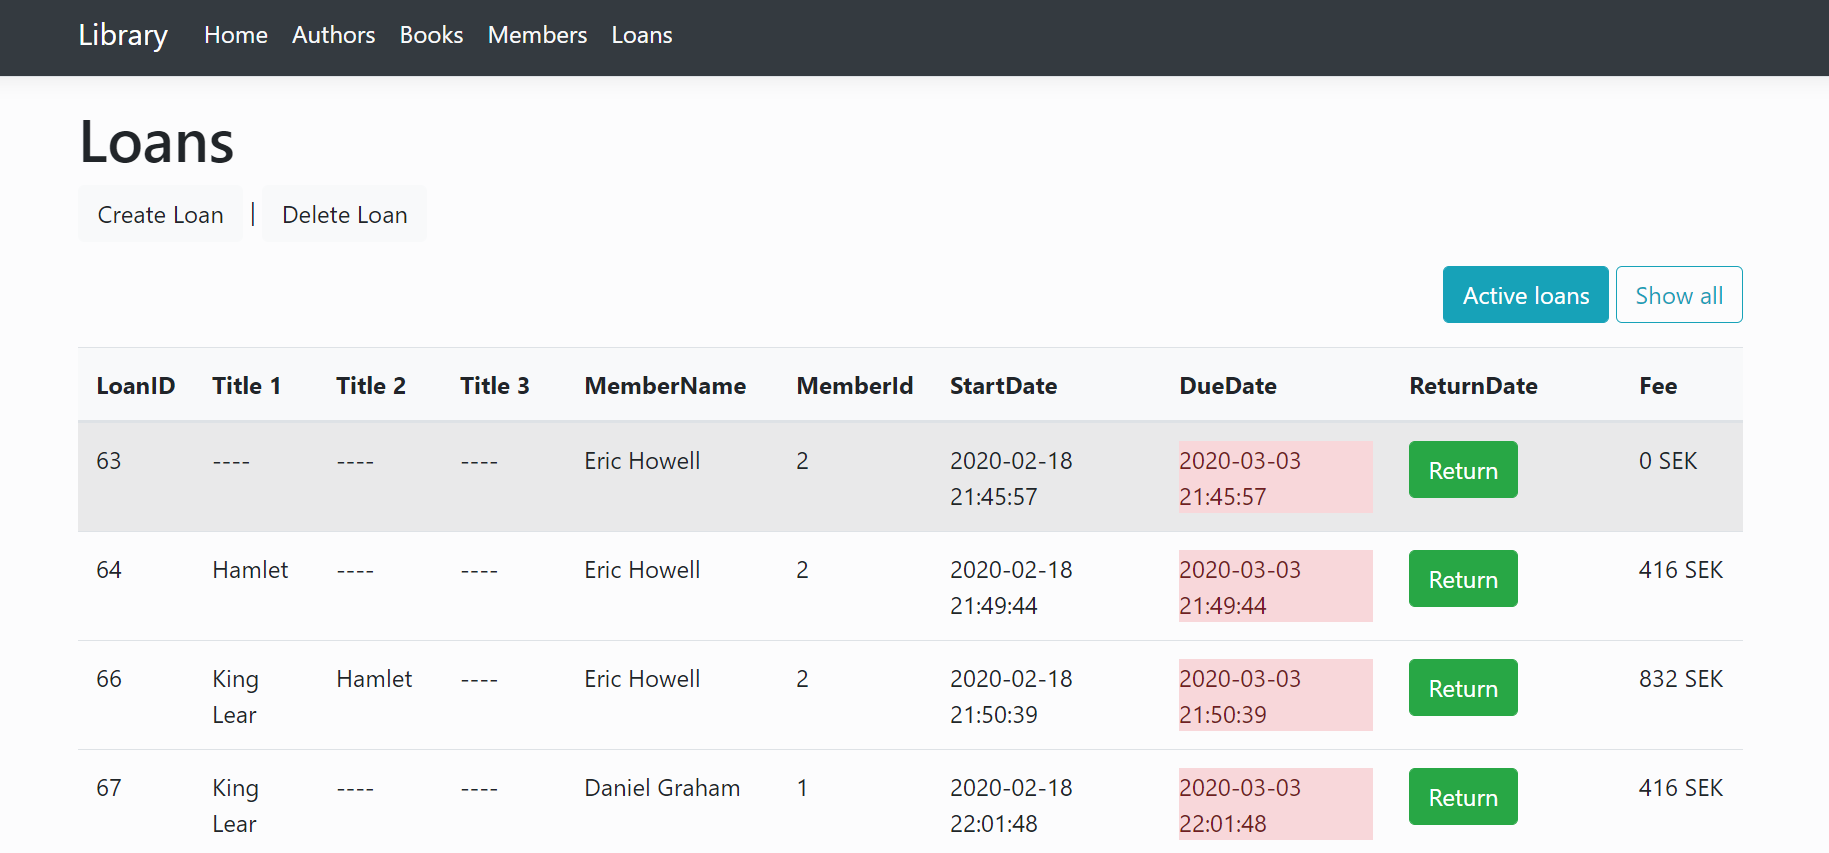 Library Home Authors Books Members Loans
Loans
Create Loan | Delete Loan
Active loans Show all
LoanID Title 1 Title 2 Title 3 MemberName MemberId StartDate DueDate ReturnDate Fee
63 ---- ---- ---- Eric Howell 2 2020-02-18 2020-03-03 Return 0 SEK
21:45:57 21:45:57
64 Hamlet ---- ---- Eric Howell 2 2020-02-18 2020-03-03 Return 416 SEK
21:49:44 21:49:44
66 King Hamlet ---- Eric Howell 2 2020-02-18 2020-03-03 Return 832 SEK
Lear 21:50:39 21:50:39
67 King ---- ---- Daniel Graham 1 2020-02-18 2020-03-03 Return 416 SEK
Lear 22:01:48 22:01:48